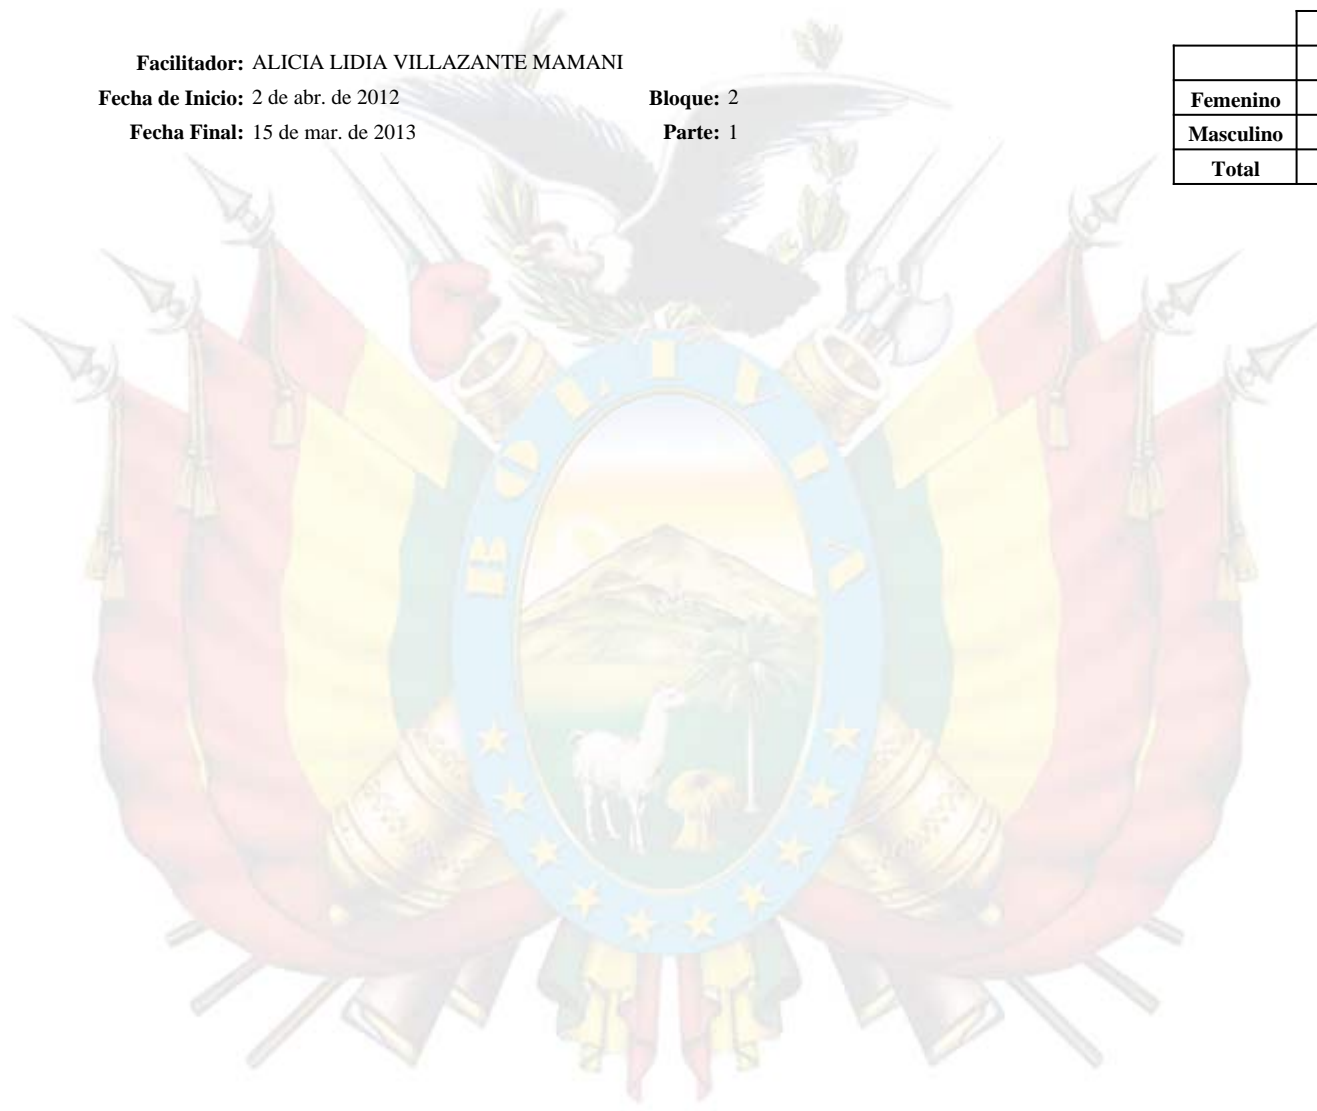 Facilitador: ALICIA LIDIA VILLAZANTE MAMANI
Fecha de Inicio: 2 de abr. de 2012 Bloque: 2
Fecha Final: 15 de mar. de 2013 Parte: 1
Femenino
Masculino
Total
BOLIVIA